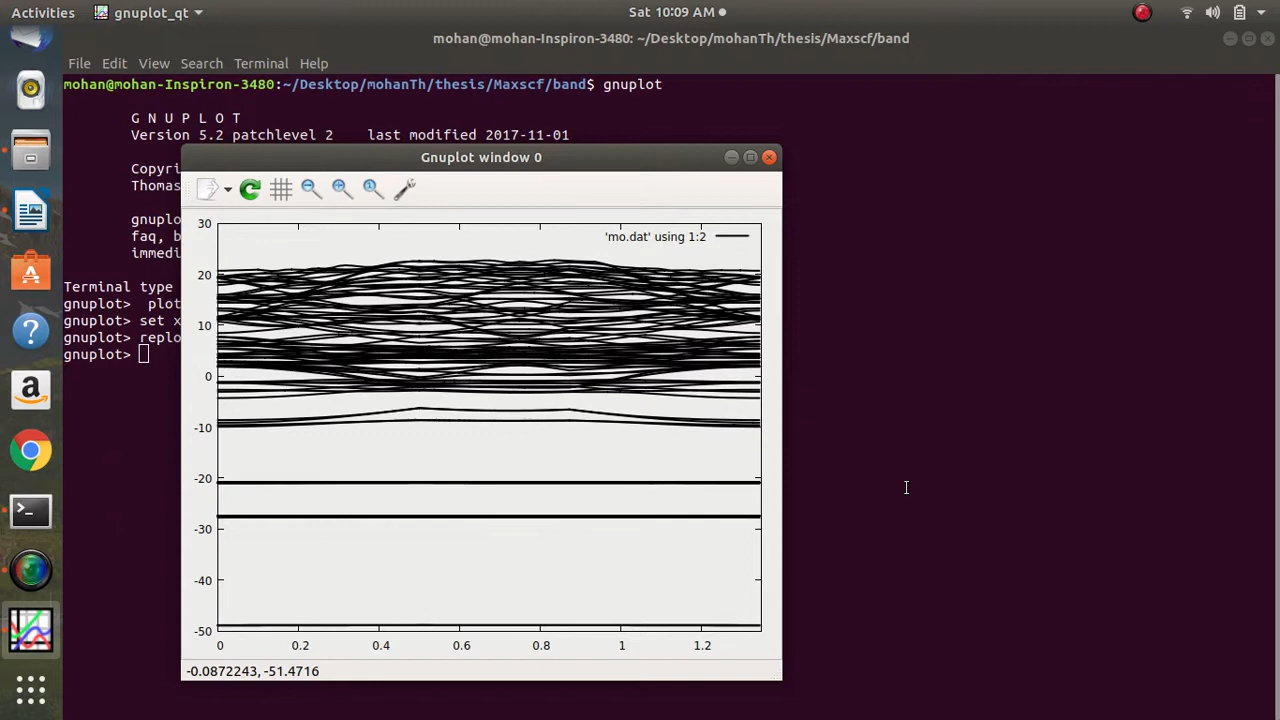 Activities
gnuplot_qt
Sat 10:09 AM
mohan@mohan-Inspiron-3480: ~/Desktop/mohanTh/thesis/Maxscf/band
File Edit View Search Terminal Help
mohan@mohan-Inspiron-3480:~/Desktop/mohanTh/thesis/Maxscf/band$ gnuplot
G N U P L O T
Version 5.2 patchlevel 2    last modified 2017-11-01
Copyri
Thomas
gnuplo
faq, b
immedi
Terminal type
gnuplot>  plot
gnuplot> set x
gnuplot> replo
gnuplot>
Gnuplot window 0
'mo.dat' using 1:2
30
20
10
0
-10
-20
-30
-40
-50
0 0.2 0.4 0.6 0.8 1 1.2
-0.0872243, -51.4716